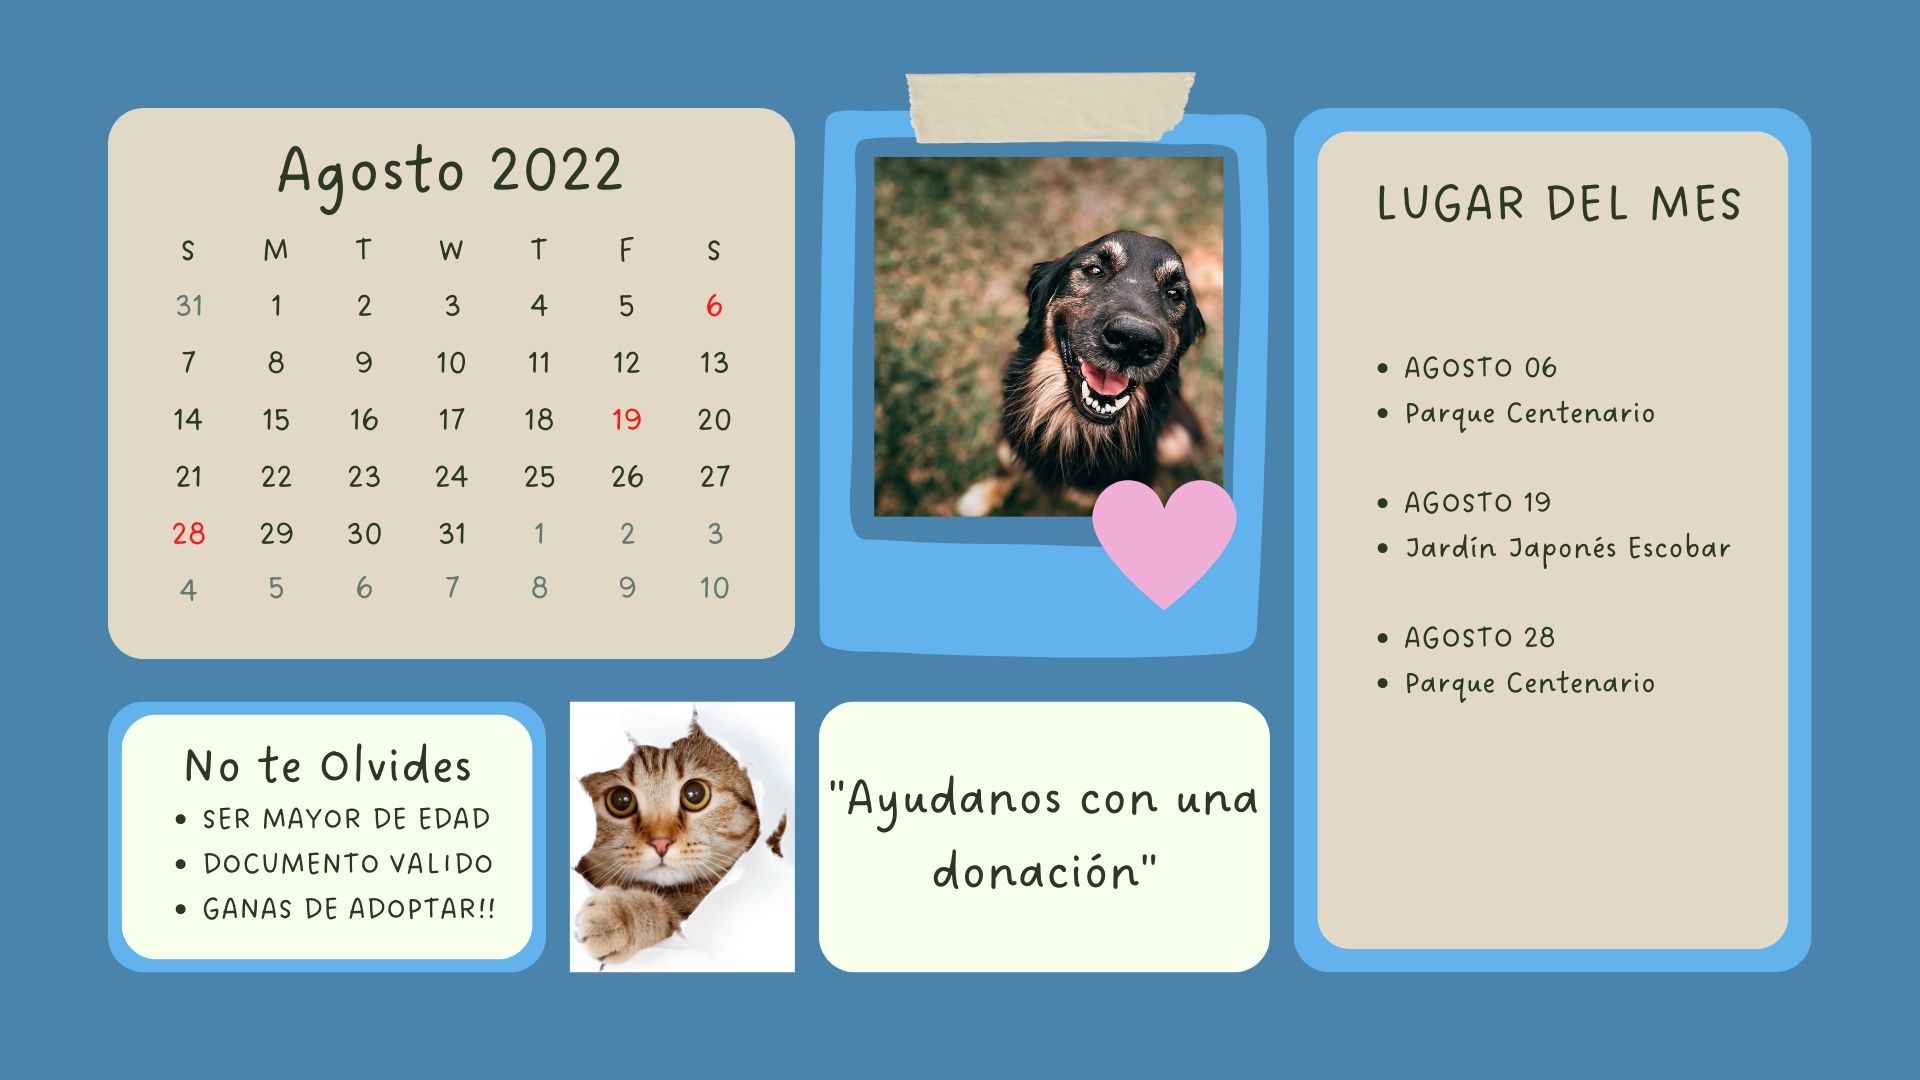 Agosto 2022
S M T W T F S
31 1 2 3 4 5 6
7 8 9 10 11 12 13
14 15 16 17 18 19 20
21 22 23 24 25 26 27
28 29 30 31 1 2 3
4 5 6 7 8 9 10
No te Olvides
SER MAYOR DE EDAD
DOCUMENTO VALIDO
GANAS DE ADOPTAR!!
"Ayudanos con una
donación"
LUGAR DEL MES
AGOSTO 06
Parque Centenario
AGOSTO 19
Jardín Japonés Escobar
AGOSTO 28
Parque Centenario